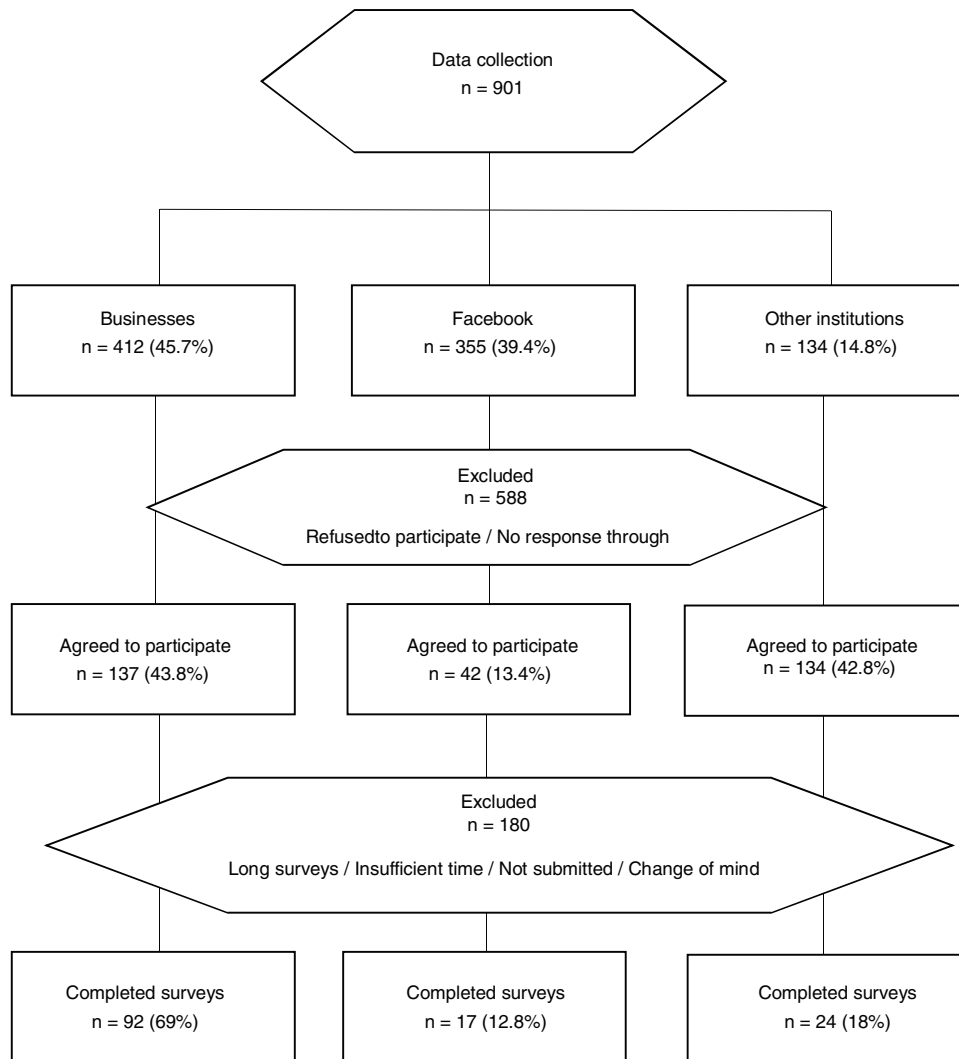 Data collection
n = 901
Businesses
n = 412 (45.7%)
Facebook
n = 355 (39.4%)
Other institutions
n = 134 (14.8%)
Excluded
n = 588
Refusedto participate / No response through
Agreed to participate
n = 137 (43.8%)
Agreed to participate
n = 42 (13.4%)
Agreed to participate
n = 134 (42.8%)
Excluded
n = 180
Long surveys / Insufficient time / Not submitted / Change of mind
Completed surveys
n = 92 (69%)
Completed surveys
n = 17 (12.8%)
Completed surveys
n = 24 (18%)